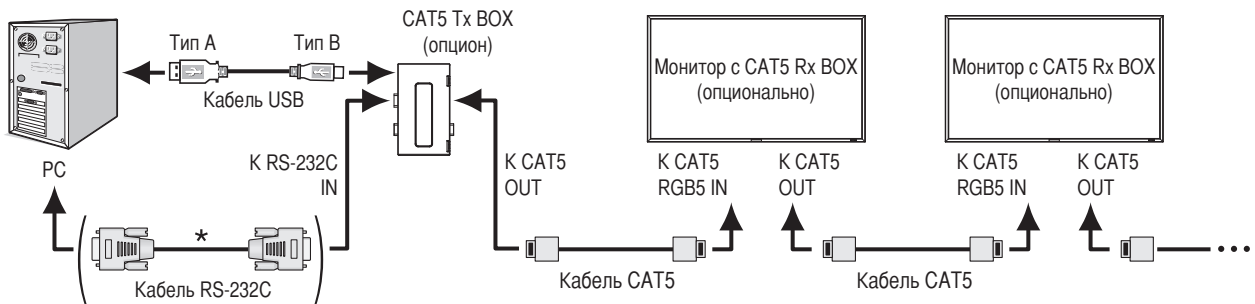 CAT5 Tx BOX
(опцион)
Тип A
Тип B
Кабель USB
Монитор с CAT5 Rx BOX
(опционально)
Монитор с CAT5 Rx BOX
(опционально)
PC
К RS-232C
IN
К CAT5
OUT
К CAT5
RGB5 IN
К CAT5
OUT
К CAT5
RGB5 IN
К CAT5
OUT
*
Кабель RS-232C
Кабель CAT5
Кабель CAT5